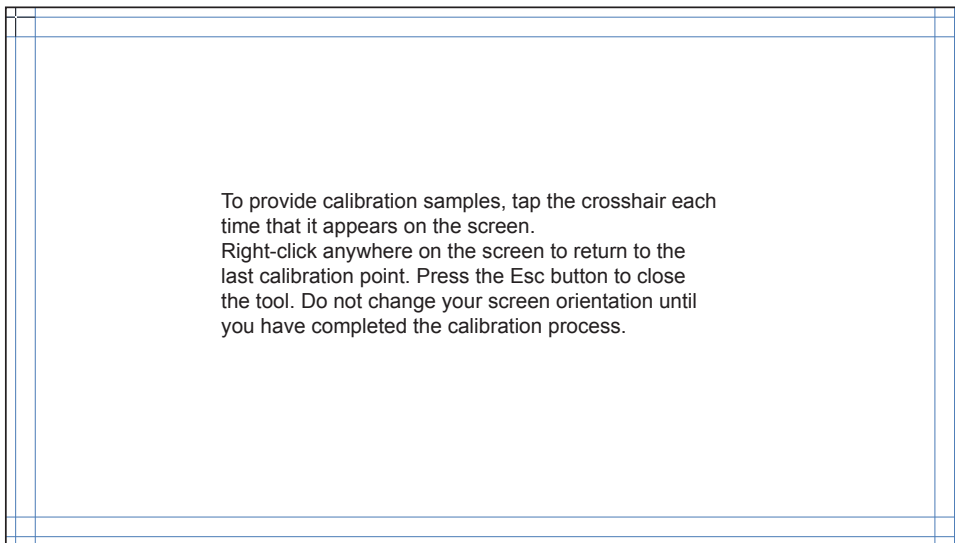 To provide calibration samples, tap the crosshair each
time that it appears on the screen.
Right-click anywhere on the screen to return to the
last calibration point. Press the Esc button to close
the tool. Do not change your screen orientation until
you have completed the calibration process.